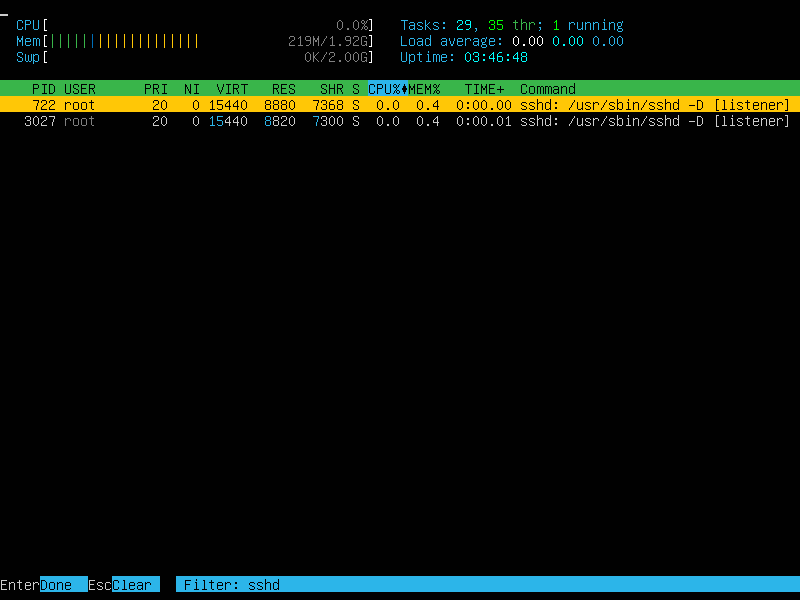 CPU[ 0.0%] Tasks: 29, 35 thr; 1 running
Mem[||||||||||||||||||| 219M/1.92G] Load average: 0.00 0.00 0.00
Swp[ 0K/2.00G] Uptime: 03:46:48
PID USER PRI NI VIRT RES SHR S CPU%♦MEM% TIME+ Command
722 root 20 0 15440 8880 7368 S 0.0 0.4 0:00.00 sshd: /usr/sbin/sshd -D [listener]
3027 root 20 0 15440 8820 7300 S 0.0 0.4 0:00.01 sshd: /usr/sbin/sshd -D [listener]
EnterDone EscClear Filter: sshd